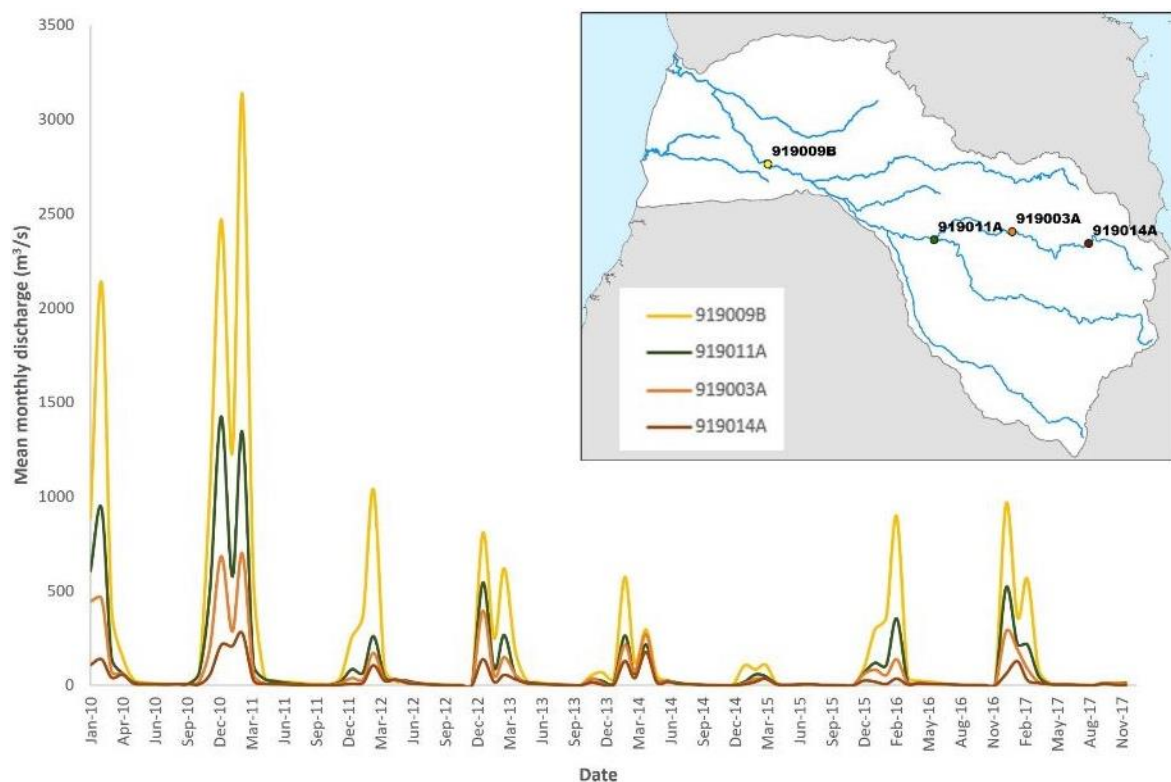 3500
3000
2500
2000
1500
1000
500
0
Mean monthly discharge (m³/s)
919009B
919011A
919003A
919014A
919009B
919011A
919003A
919014A
Jan-10
Apr-10
Jun-10
Sep-10
Dec-10
Mar-11
Jun-11
Sep-11
Dec-11
Mar-12
Jun-12
Sep-12
Dec-12
Mar-13
Jun-13
Sep-13
Dec-13
Mar-14
Jun-14
Sep-14
Dec-14
Mar-15
Jun-15
Sep-15
Dec-15
Feb-16
May-16
Aug-16
Nov-16
Feb-17
May-17
Aug-17
Nov-17
Date